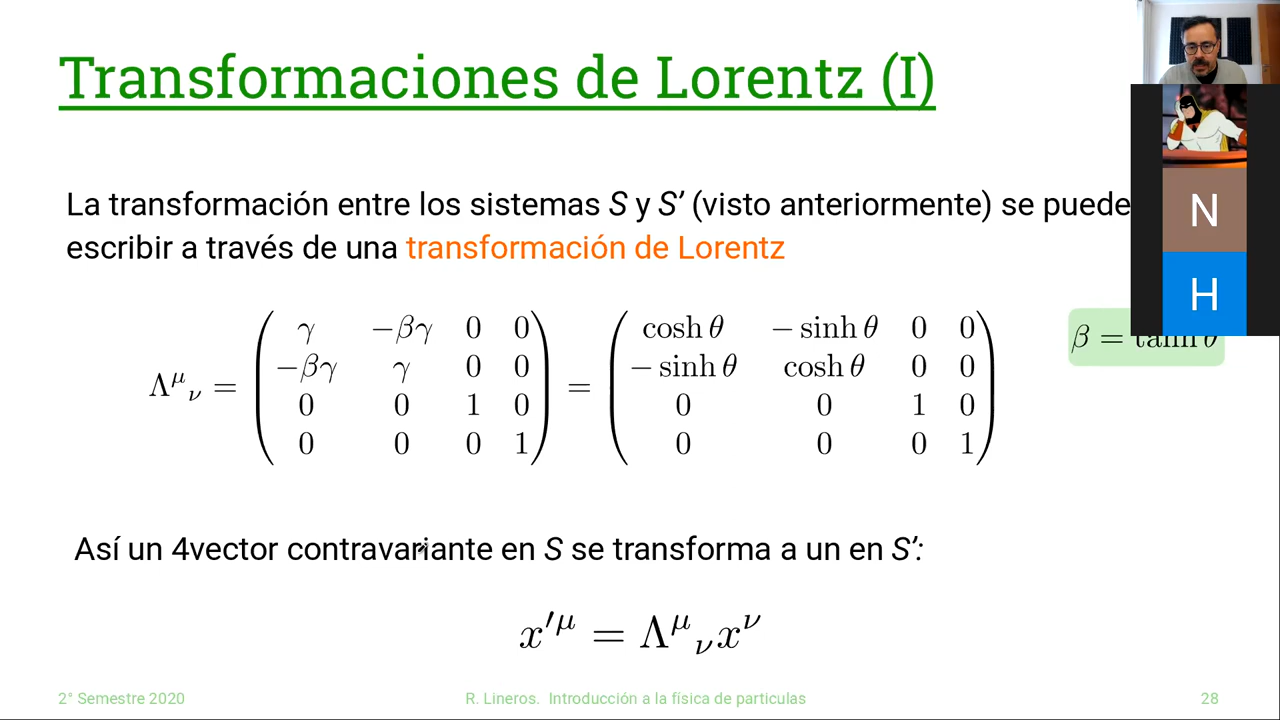 Transformaciones de Lorentz (I)
La transformación entre los sistemas S y S’ (visto anteriormente) se puede
escribir a través de una transformación de Lorentz
Λ^μ_ν = ( γ −βγ 0 0 ; −βγ γ 0 0 ; 0 0 1 0 ; 0 0 0 1 ) = ( cosh θ − sinh θ 0 0 ; − sinh θ cosh θ 0 0 ; 0 0 1 0 ; 0 0 0 1 )
β = tanh θ
N
H
Así un 4vector contravariante en S se transforma a un en S’:
x′^μ = Λ^μ_ν x^ν
2° Semestre 2020
R. Lineros. Introducción a la física de particulas
28